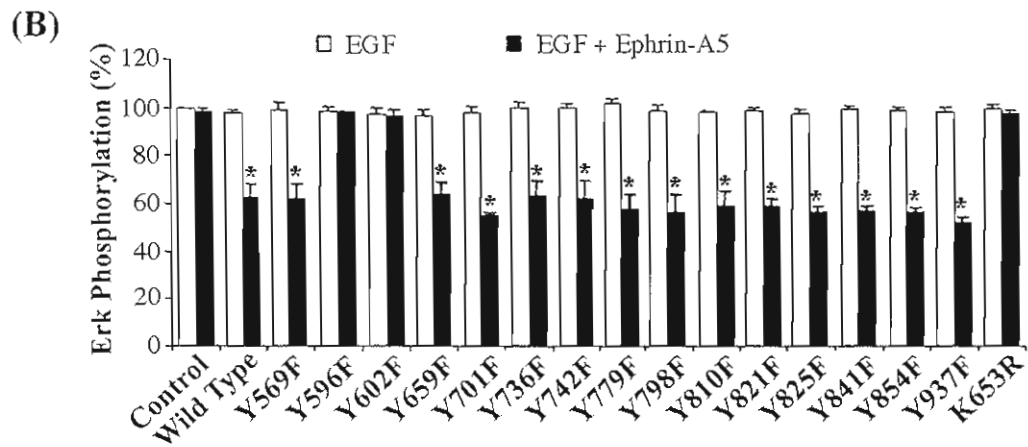 (B)
EGF EGF + Ephrin-A5
Erk Phosphorylation (%)
120
100
80
60
40
20
0
* * * * * * * * * * * * * *
Control Wild Type Y569F Y596F Y602F Y659F Y701F Y736F Y742F Y779F Y798F Y810F Y821F Y825F Y841F Y854F Y937F K653R